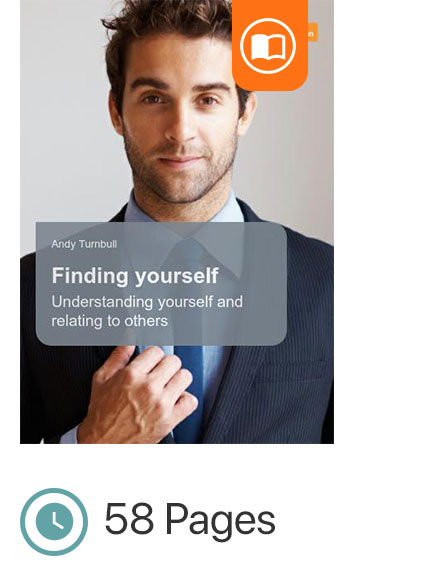 Andy Turnbull
Finding yourself
Understanding yourself and
relating to others
58 Pages